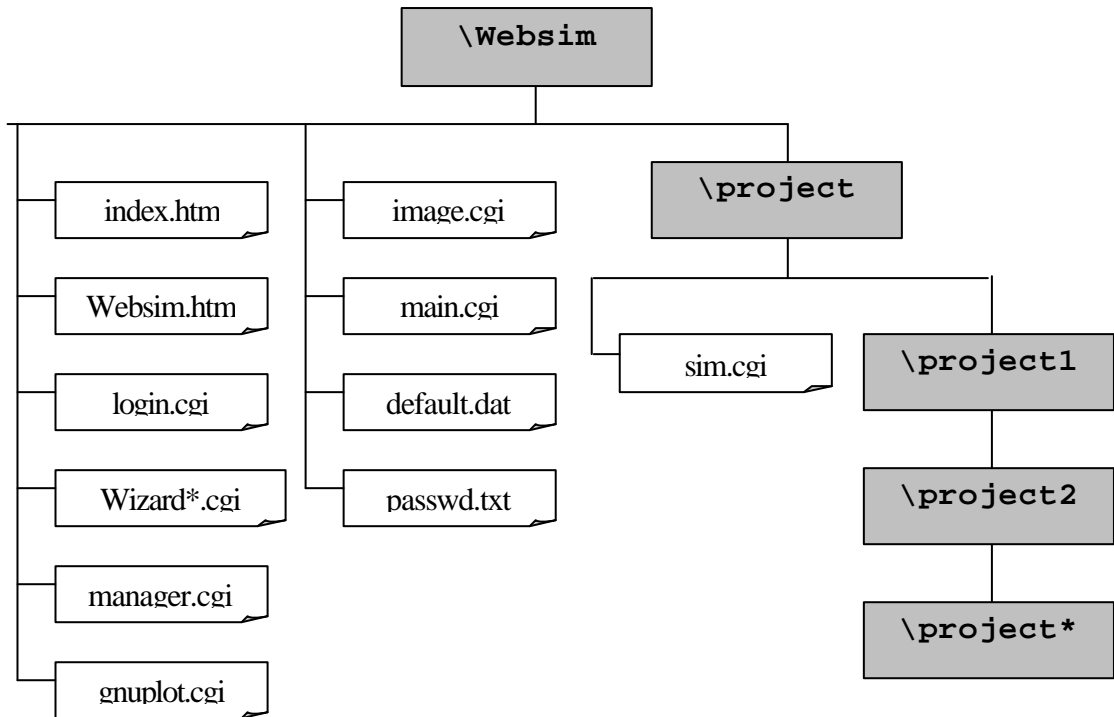 \Websim
index.htm
Websim.htm
login.cgi
Wizard*.cgi
manager.cgi
gnuplot.cgi
image.cgi
main.cgi
default.dat
passwd.txt
\project
sim.cgi
\project1
\project2
\project*